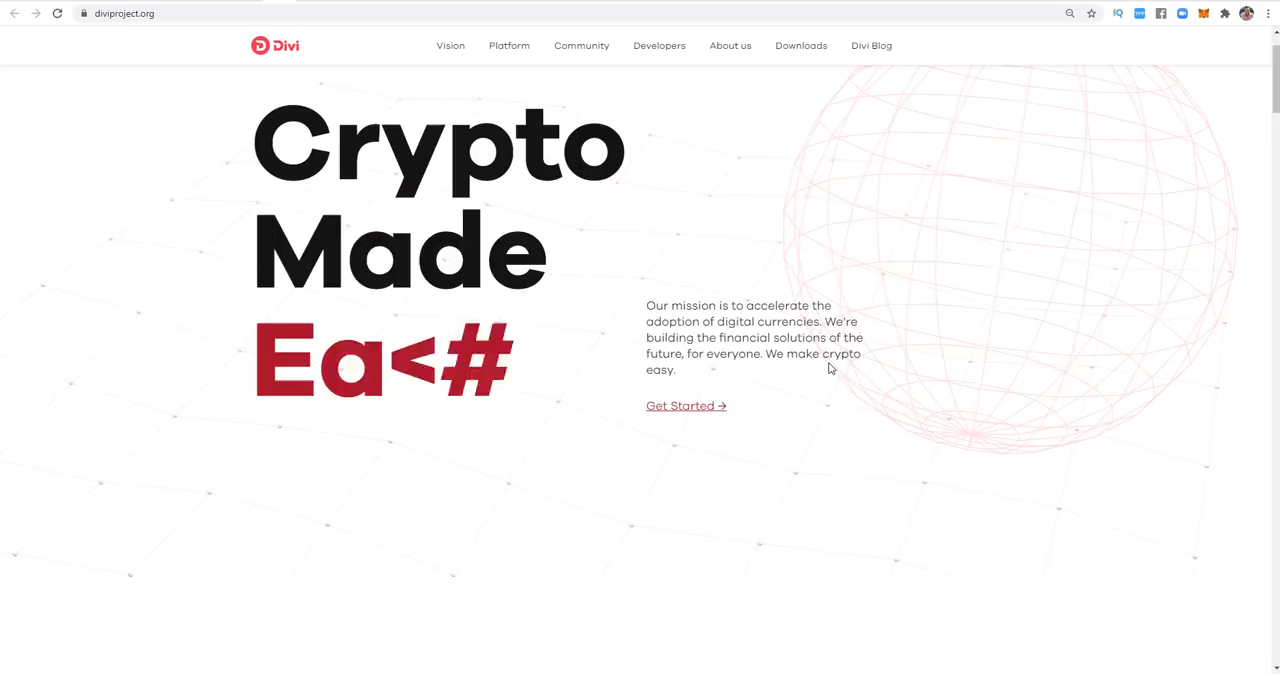 diviproject.org
IQ
TFF
Divi
Vision
Platform
Community
Developers
About us
Downloads
Divi Blog
Crypto
Made
Ea<#
Our mission is to accelerate the
adoption of digital currencies. We're
building the financial solutions of the
future, for everyone. We make crypto
easy.
Get Started →